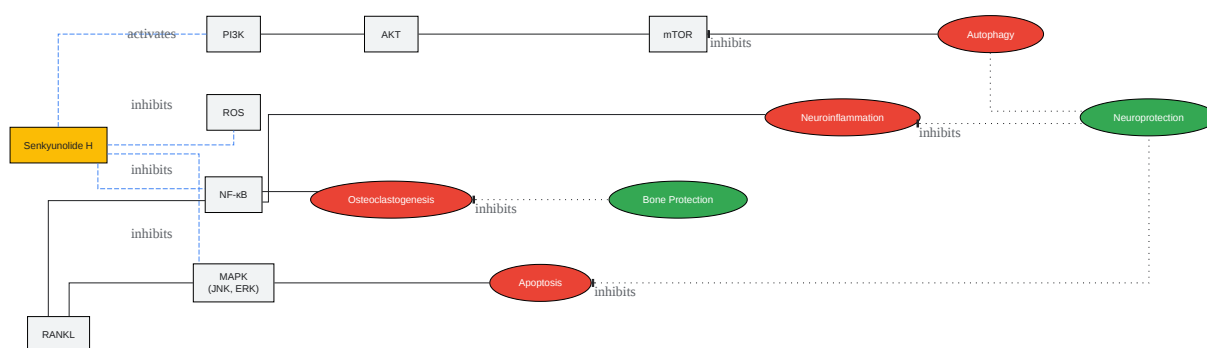 activates
PI3K
AKT
mTOR
inhibits
Autophagy
inhibits
ROS
Neuroinflammation
inhibits
Neuroprotection
Senkyunolide H
inhibits
NF-κB
Osteoclastogenesis
inhibits
Bone Protection
inhibits
MAPK
(JNK, ERK)
Apoptosis
inhibits
RANKL